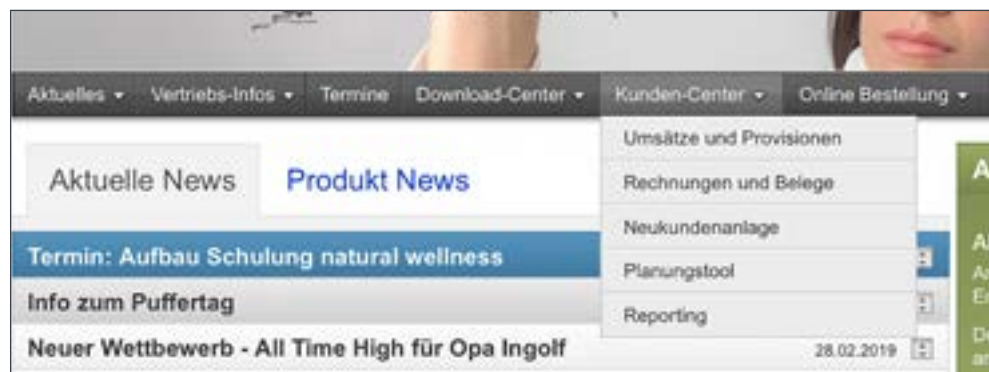 Aktuelles Vertriebs-Infos Termine Download-Center Kunden-Center Online Bestellung
Umsätze und Provisionen
Rechnungen und Belege
Neukundenanlage
Planungstool
Reporting
Aktuelle News Produkt News
Termin: Aufbau Schulung natural wellness
Info zum Puffertag
Neuer Wettbewerb - All Time High für Opa Ingolf 28.02.2019